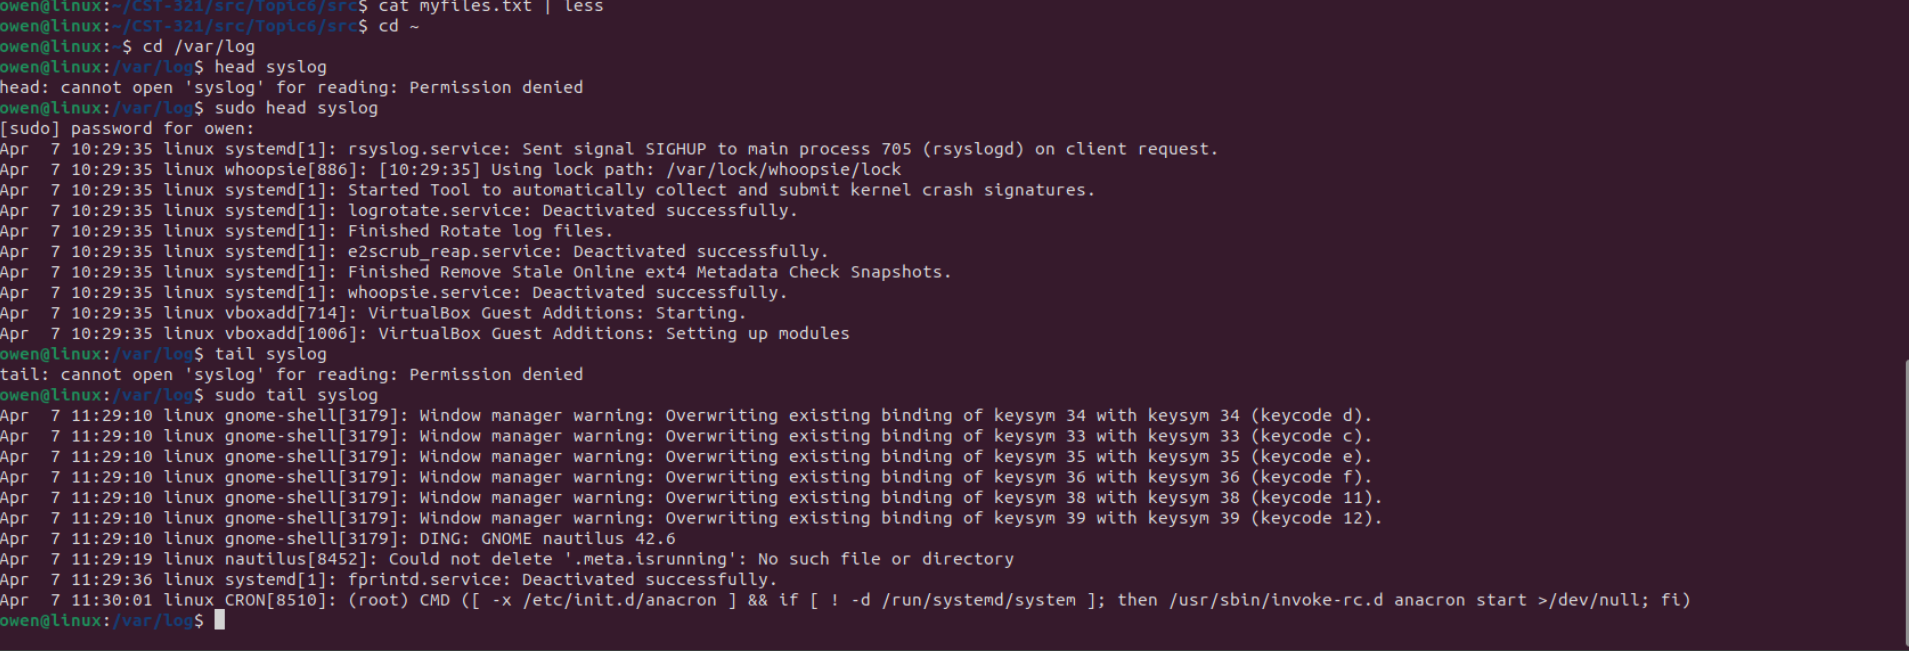 owen@linux:~/CST-321/src/Topic6/src$ cat myfiles.txt | less
owen@linux:~/CST-321/src/Topic6/src$ cd ~
owen@linux:~$ cd /var/log
owen@linux:/var/log$ head syslog
head: cannot open 'syslog' for reading: Permission denied
owen@linux:/var/log$ sudo head syslog
[sudo] password for owen:
Apr  7 10:29:35 linux systemd[1]: rsyslog.service: Sent signal SIGHUP to main process 705 (rsyslogd) on client request.
Apr  7 10:29:35 linux whoopsie[886]: [10:29:35] Using lock path: /var/lock/whoopsie/lock
Apr  7 10:29:35 linux systemd[1]: Started Tool to automatically collect and submit kernel crash signatures.
Apr  7 10:29:35 linux systemd[1]: logrotate.service: Deactivated successfully.
Apr  7 10:29:35 linux systemd[1]: Finished Rotate log files.
Apr  7 10:29:35 linux systemd[1]: e2scrub_reap.service: Deactivated successfully.
Apr  7 10:29:35 linux systemd[1]: Finished Remove Stale Online ext4 Metadata Check Snapshots.
Apr  7 10:29:35 linux systemd[1]: whoopsie.service: Deactivated successfully.
Apr  7 10:29:35 linux vboxadd[714]: VirtualBox Guest Additions: Starting.
Apr  7 10:29:35 linux vboxadd[1006]: VirtualBox Guest Additions: Setting up modules
owen@linux:/var/log$ tail syslog
tail: cannot open 'syslog' for reading: Permission denied
owen@linux:/var/log$ sudo tail syslog
Apr  7 11:29:10 linux gnome-shell[3179]: Window manager warning: Overwriting existing binding of keysym 34 with keysym 34 (keycode d).
Apr  7 11:29:10 linux gnome-shell[3179]: Window manager warning: Overwriting existing binding of keysym 33 with keysym 33 (keycode c).
Apr  7 11:29:10 linux gnome-shell[3179]: Window manager warning: Overwriting existing binding of keysym 35 with keysym 35 (keycode e).
Apr  7 11:29:10 linux gnome-shell[3179]: Window manager warning: Overwriting existing binding of keysym 36 with keysym 36 (keycode f).
Apr  7 11:29:10 linux gnome-shell[3179]: Window manager warning: Overwriting existing binding of keysym 38 with keysym 38 (keycode 11).
Apr  7 11:29:10 linux gnome-shell[3179]: Window manager warning: Overwriting existing binding of keysym 39 with keysym 39 (keycode 12).
Apr  7 11:29:10 linux gnome-shell[3179]: DING: GNOME nautilus 42.6
Apr  7 11:29:19 linux nautilus[8452]: Could not delete '.meta.isrunning': No such file or directory
Apr  7 11:29:36 linux systemd[1]: fprintd.service: Deactivated successfully.
Apr  7 11:30:01 linux CRON[8510]: (root) CMD ([ -x /etc/init.d/anacron ] && if [ ! -d /run/systemd/system ]; then /usr/sbin/invoke-rc.d anacron start >/dev/null; fi)
owen@linux:/var/log$